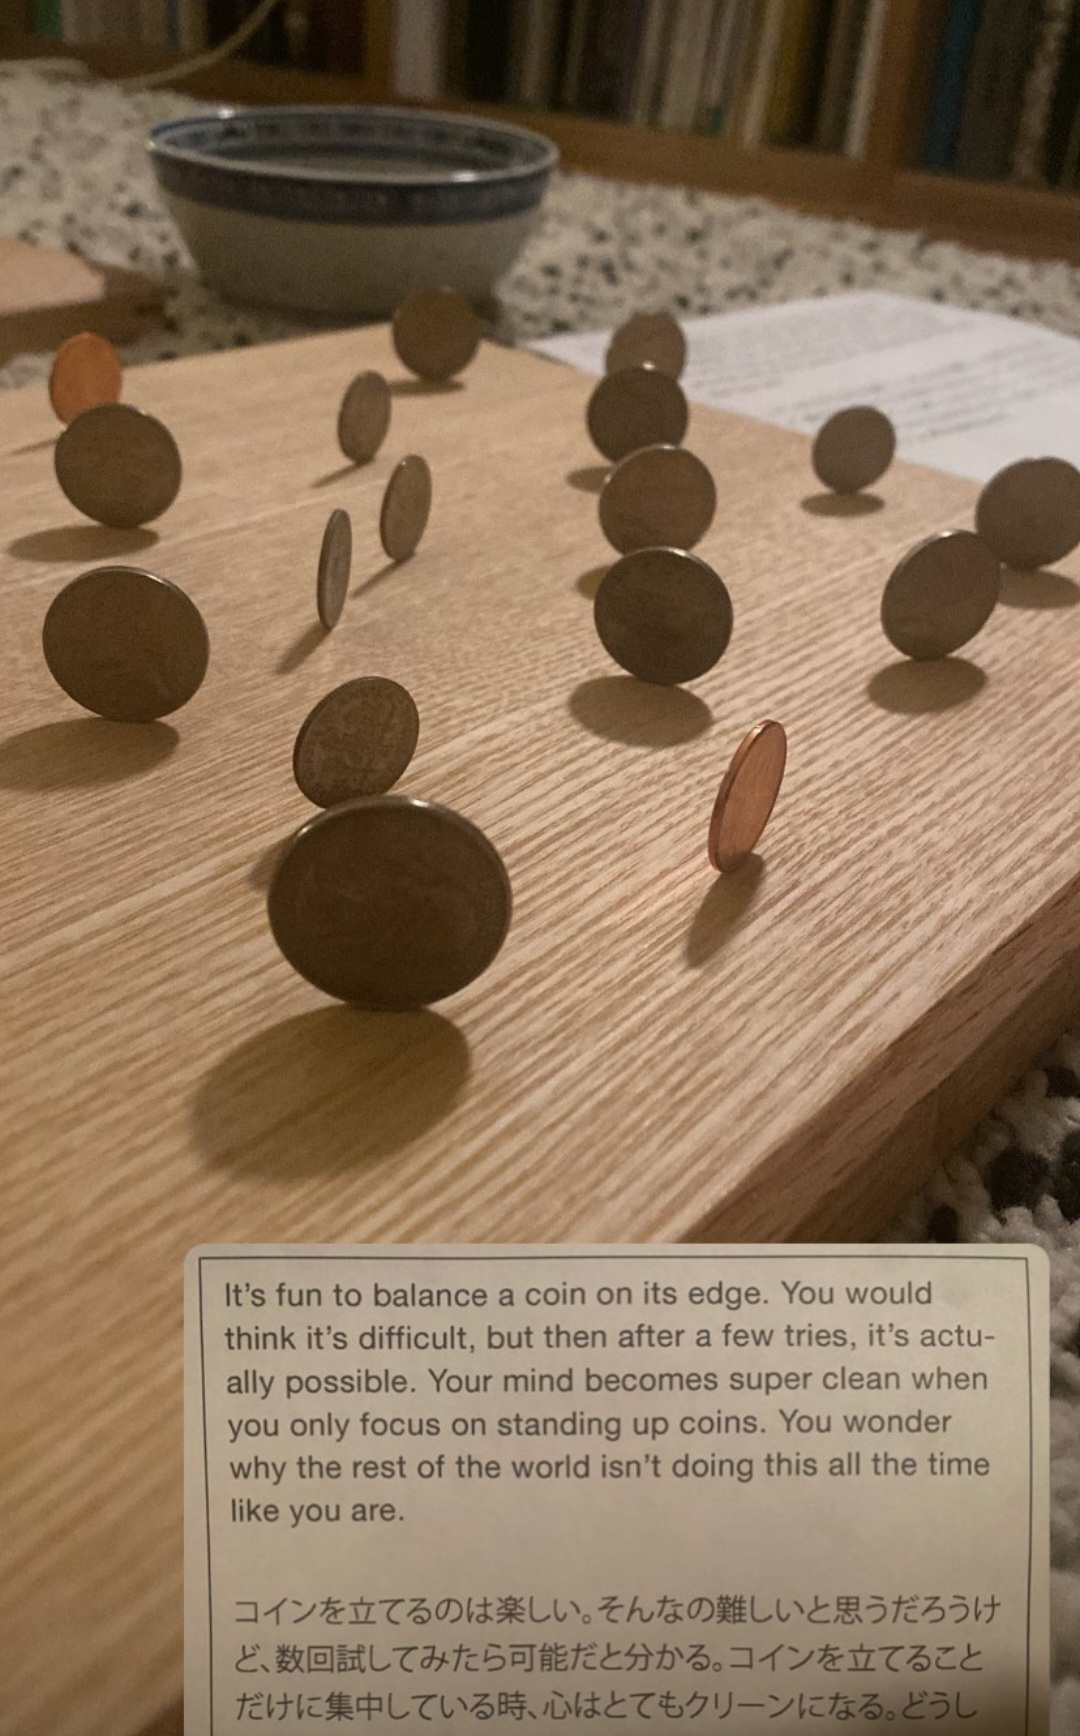 It's fun to balance a coin on its edge. You would
think it's difficult, but then after a few tries, it's actu-
ally possible. Your mind becomes super clean when
you only focus on standing up coins. You wonder
why the rest of the world isn't doing this all the time
like you are.
コインを立てるのは楽しい。そんなの難しいと思うだろうけ
ど、数回試してみたら可能だと分かる。コインを立てること
だけに集中している時、心はとてもクリーンになる。どうし